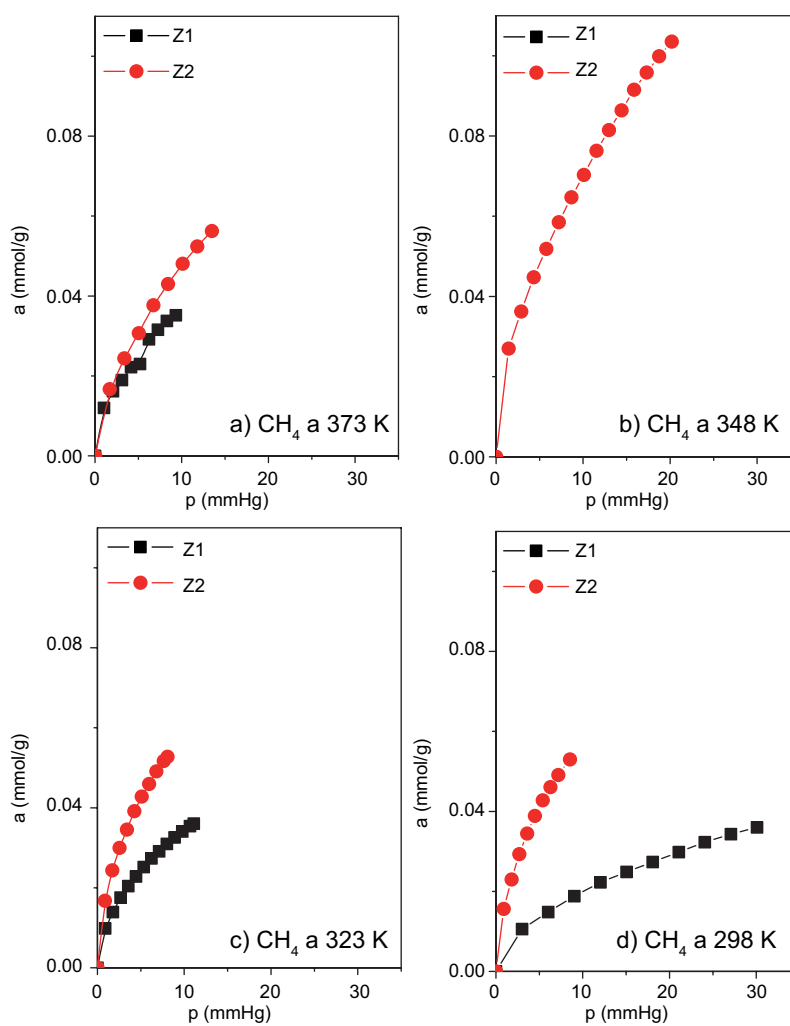 Z1
Z2
0.08
0.04
0.00
a (mmol/g)
a) CH₄ a 373 K
0 10 20 30
p (mmHg)
Z1
Z2
0.08
0.04
0.00
a (mmol/g)
b) CH₄ a 348 K
0 10 20 30
p (mmHg)
Z1
Z2
0.08
0.04
0.00
a (mmol/g)
c) CH₄ a 323 K
0 10 20 30
p (mmHg)
Z1
Z2
0.08
0.04
0.00
a (mmol/g)
d) CH₄ a 298 K
0 10 20 30
p (mmHg)